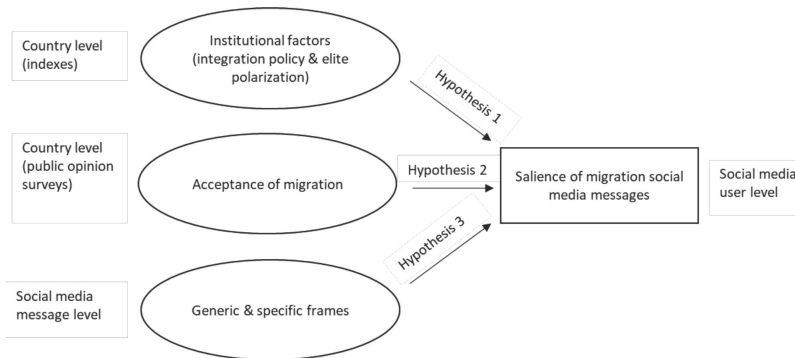 Country level
(indexes)
Institutional factors
(integration policy & elite
polarization)
Hypothesis 1
Country level
(public opinion
surveys)
Acceptance of migration
Hypothesis 2
Salience of migration social
media messages
Social media
user level
Hypothesis 3
Social media
message level
Generic & specific frames